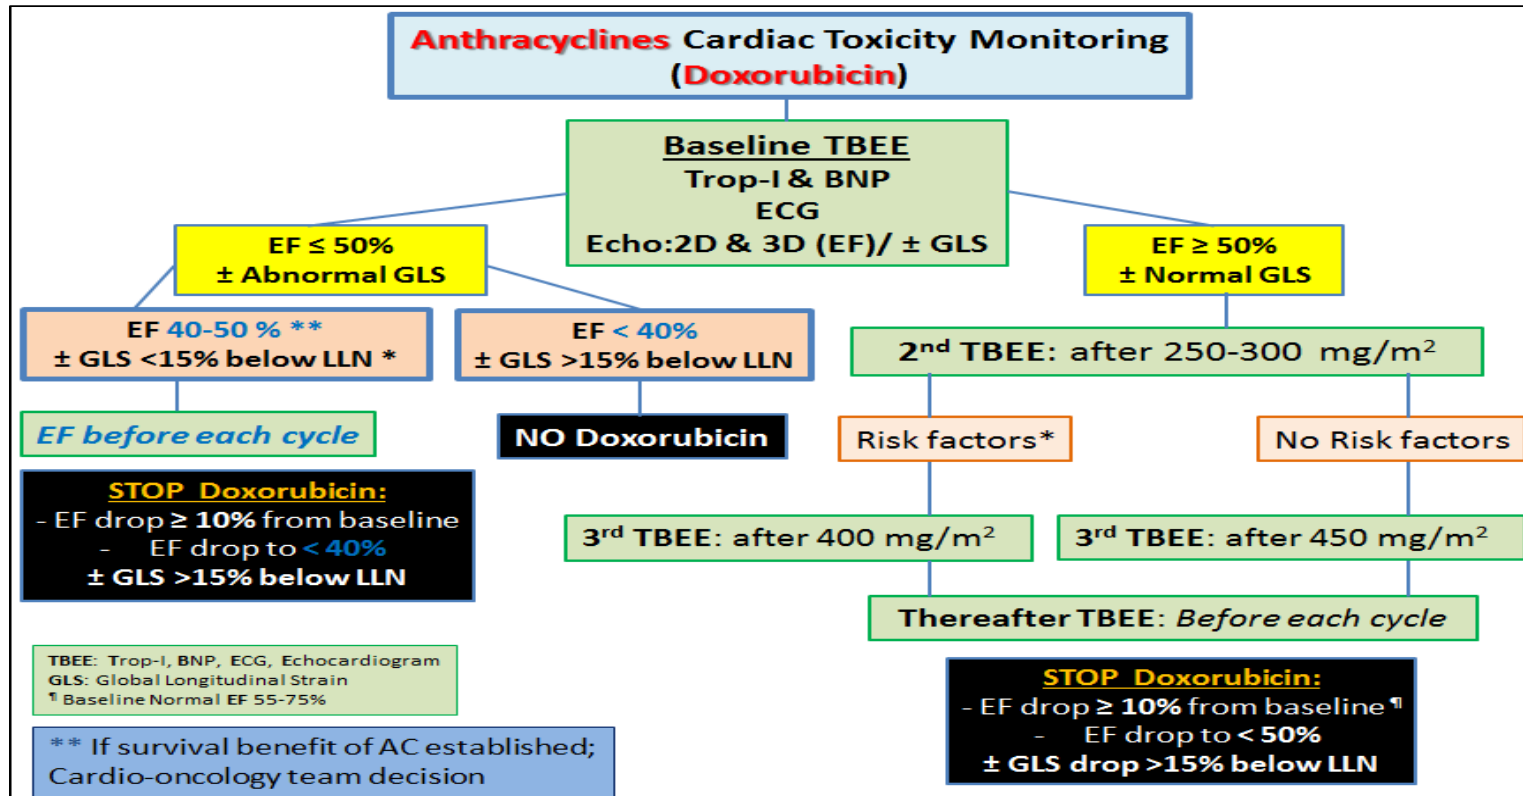 Anthracyclines Cardiac Toxicity Monitoring
(Doxorubicin)
Baseline TBEE
Trop-I & BNP
ECG
Echo:2D & 3D (EF)/ ± GLS
EF ≤ 50%
± Abnormal GLS
EF ≥ 50%
± Normal GLS
EF 40-50 % **
± GLS <15% below LLN *
EF < 40%
± GLS >15% below LLN
2nd TBEE: after 250-300 mg/m²
EF before each cycle
NO Doxorubicin
Risk factors*
No Risk factors
STOP Doxorubicin:
- EF drop ≥ 10% from baseline
- EF drop to < 40%
± GLS >15% below LLN
3rd TBEE: after 400 mg/m²
3rd TBEE: after 450 mg/m²
Thereafter TBEE: Before each cycle
TBEE: Trop-I, BNP, ECG, Echocardiogram
GLS: Global Longitudinal Strain
¶ Baseline Normal EF 55-75%
STOP Doxorubicin:
- EF drop ≥ 10% from baseline ¶
- EF drop to < 50%
± GLS drop >15% below LLN
** If survival benefit of AC established;
Cardio-oncology team decision